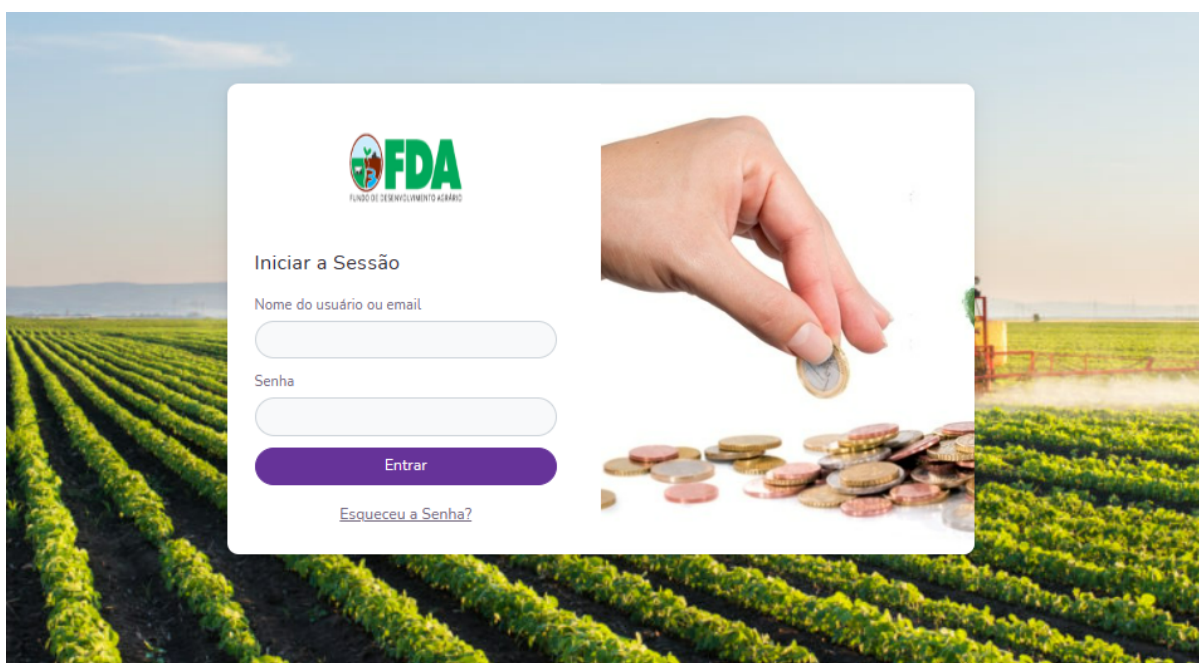 FDA
FUNDO DE DESENVOLVIMENTO AGRÁRIO
Iniciar a Sessão
Nome do usuário ou email
Senha
Entrar
Esqueceu a Senha?